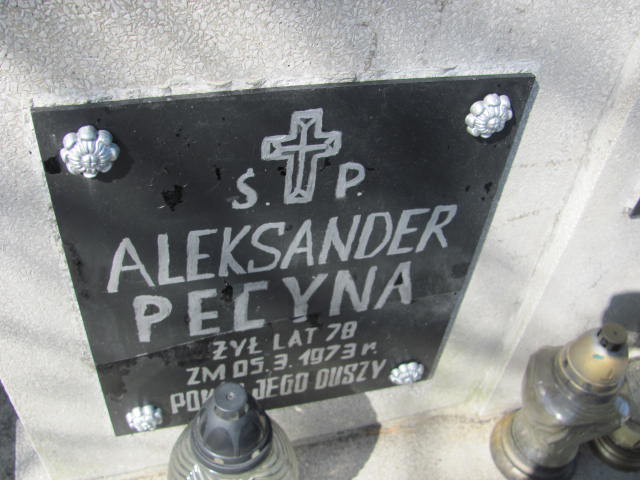 Ś. P.
ALEKSANDER
PECYNA
ŻYŁ LAT 78
ZM 05.3.1973 r.
JEGO DUSZY